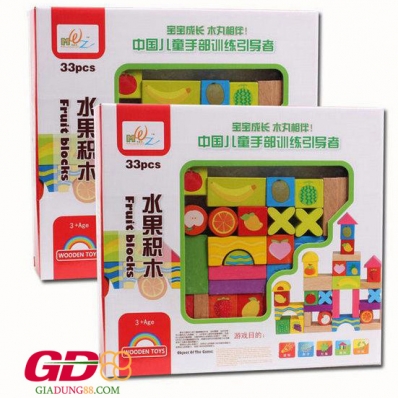 宝宝成长 木丸相伴!
中国儿童手部训练引导者
33pcs
水果积木
Fruit blocks
3+Age
WOODEN TOYS
宝宝成长 木丸相伴!
中国儿童手部训练引导者
33pcs
水果积木
Fruit blocks
3+Age
WOODEN TOYS
游戏目的:
GD88
GIADUNG88.COM